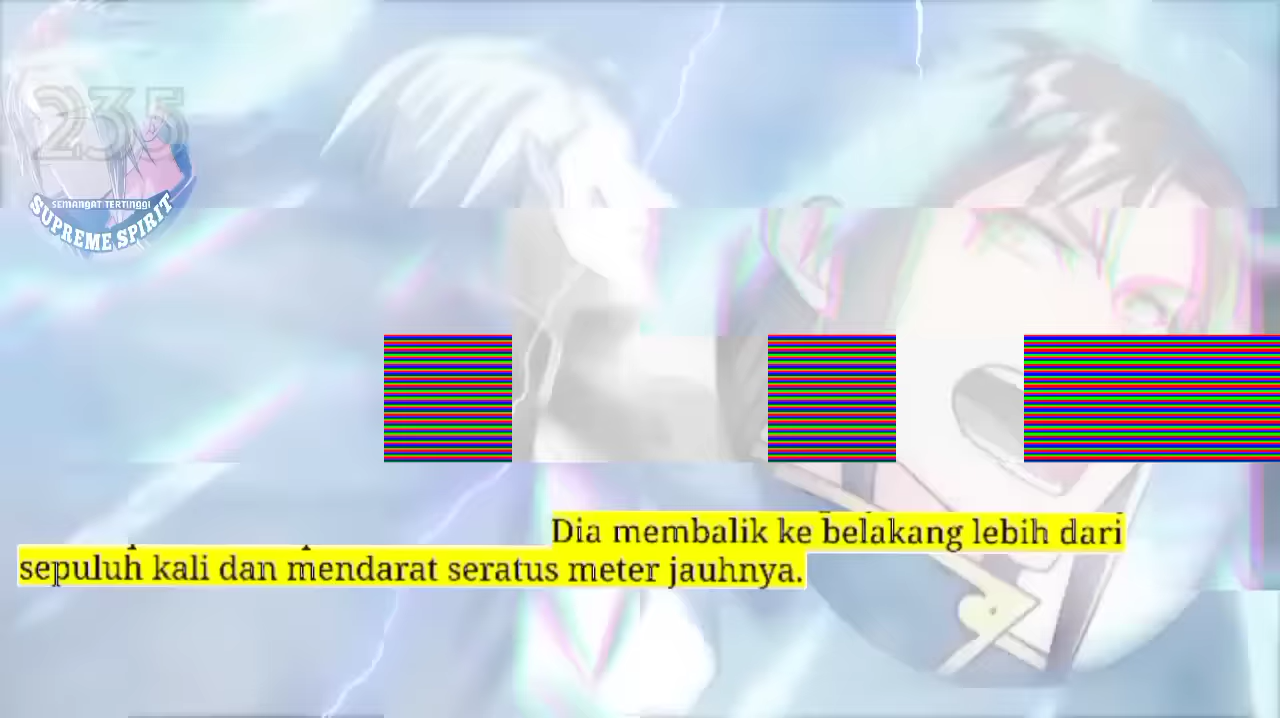 235
SEMANGAT TERTINGGI
SUPREME SPIRIT
Dia membalik ke belakang lebih dari
sepuluh kali dan mendarat seratus meter jauhnya.